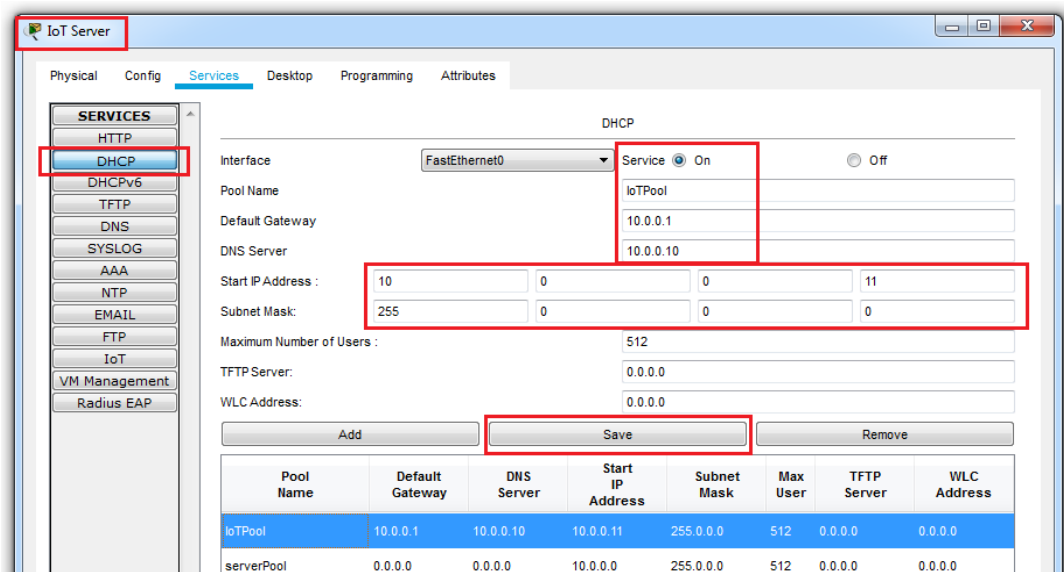 IoT Server
Physical Config Services Desktop Programming Attributes
SERVICES
HTTP
DHCP
DHCPv6
TFTP
DNS
SYSLOG
AAA
NTP
EMAIL
FTP
IoT
VM Management
Radius EAP
DHCP
Interface FastEthernet0 Service On Off
Pool Name IoTPool
Default Gateway 10.0.0.1
DNS Server 10.0.0.10
Start IP Address : 10 0 0 11
Subnet Mask: 255 0 0 0
Maximum Number of Users : 512
TFTP Server: 0.0.0.0
WLC Address: 0.0.0.0
Add Save Remove
Pool Name Default Gateway DNS Server Start IP Address Subnet Mask Max User TFTP Server WLC Address
IoTPool 10.0.0.1 10.0.0.10 10.0.0.11 255.0.0.0 512 0.0.0.0 0.0.0.0
serverPool 0.0.0.0 0.0.0.0 10.0.0.0 255.0.0.0 512 0.0.0.0 0.0.0.0